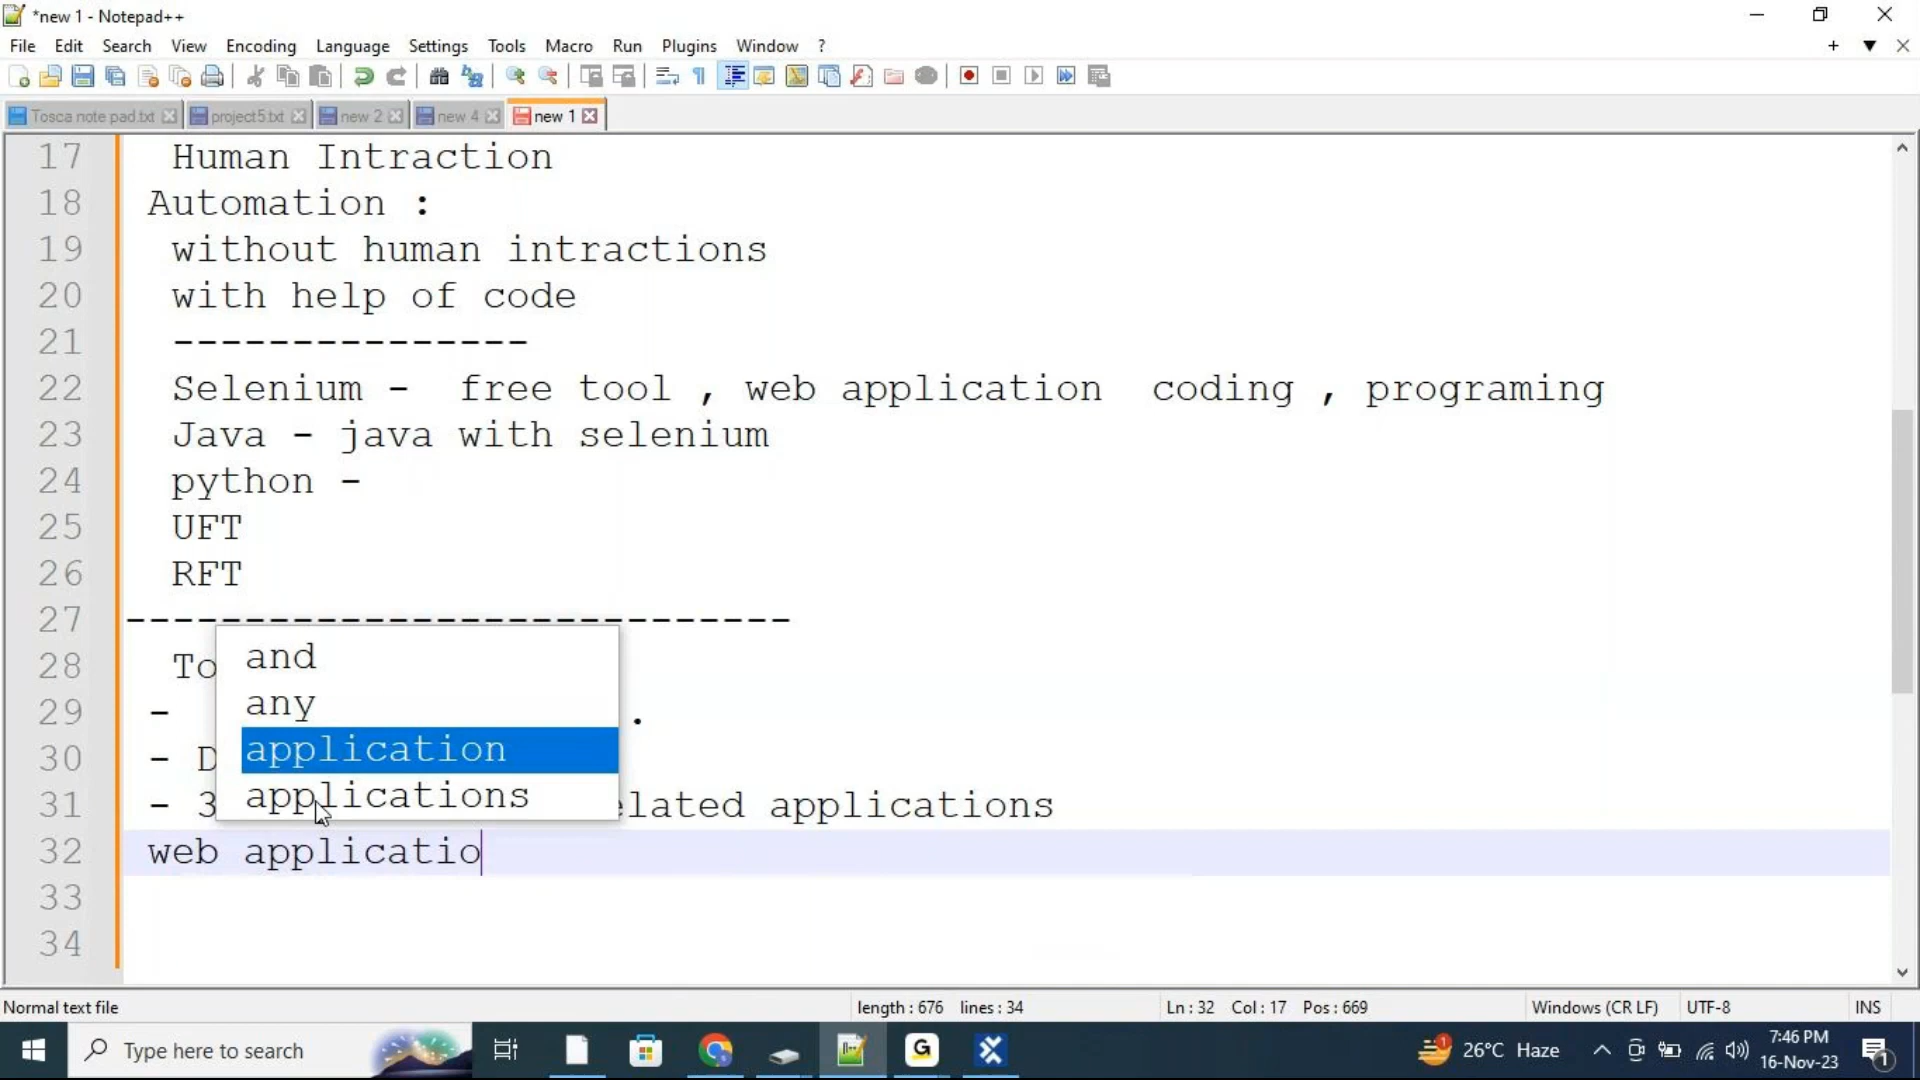 *new 1 - Notepad++
File Edit Search View Encoding Language Settings Tools Macro Run Plugins Window ?
Tosca note pad.txt project5.txt new 2 new 4 new 1
17 Human Intraction
18 Automation :
19 without human intractions
20 with help of code
21 ---------------
22 Selenium - free tool , web application coding , programing
23 Java - java with selenium
24 python -
25 UFT
26 RFT
27 ----------------------------
28 To
29 - .
30 - D
31 - 3 elated applications
32 web applicatio
33
34
and
any
application
applications
Normal text file length : 676 lines : 34 Ln : 32 Col : 17 Pos : 669 Windows (CR LF) UTF-8 INS
Type here to search 26°C Haze 7:46 PM
16-Nov-23